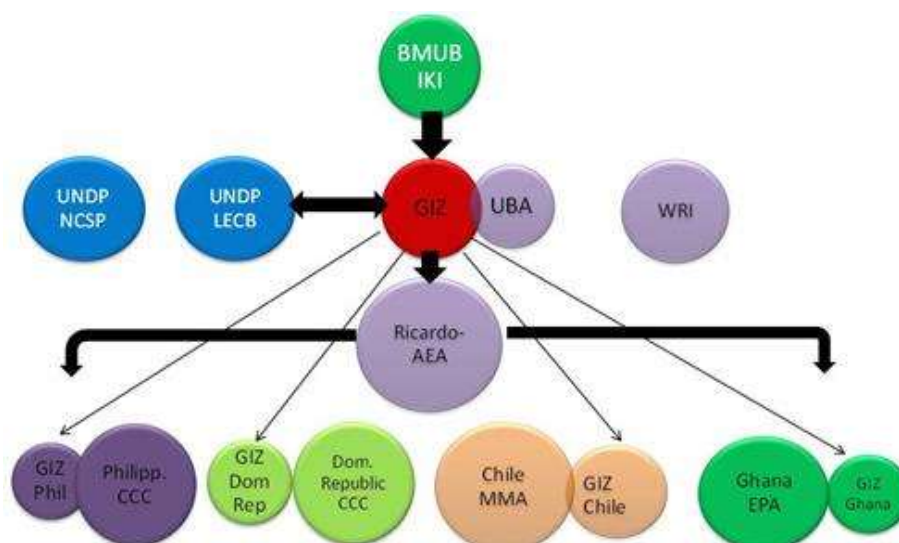 BMUB
IKI
UNDP
NCSP
UNDP
LECB
GIZ
UBA
WRI
Ricardo-
AEA
GIZ
Phil
Philipp.
CCC
GIZ
Dom
Rep
Dom.
Republic
CCC
Chile
MMA
GIZ
Chile
Ghana
EPA
GIZ
Ghana